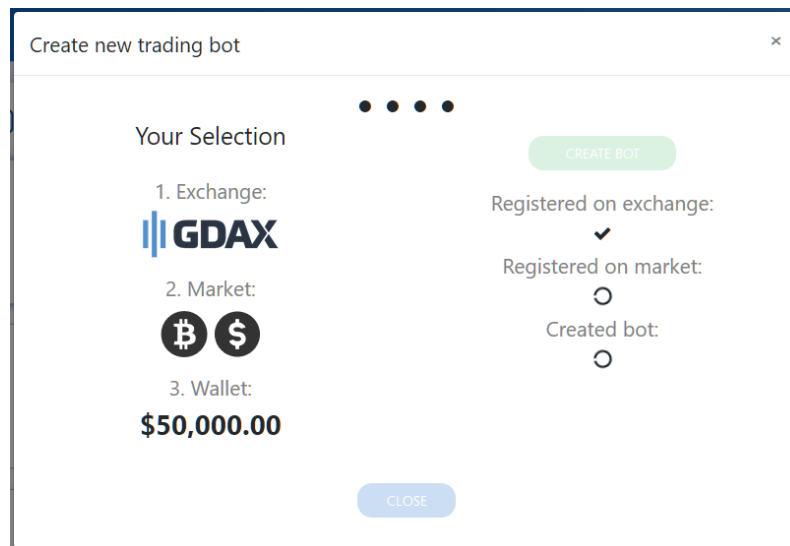 Create new trading bot
×
Your Selection
1. Exchange:
GDAX
2. Market:
3. Wallet:
$50,000.00
CREATE BOT
Registered on exchange:
Registered on market:
Created bot:
CLOSE